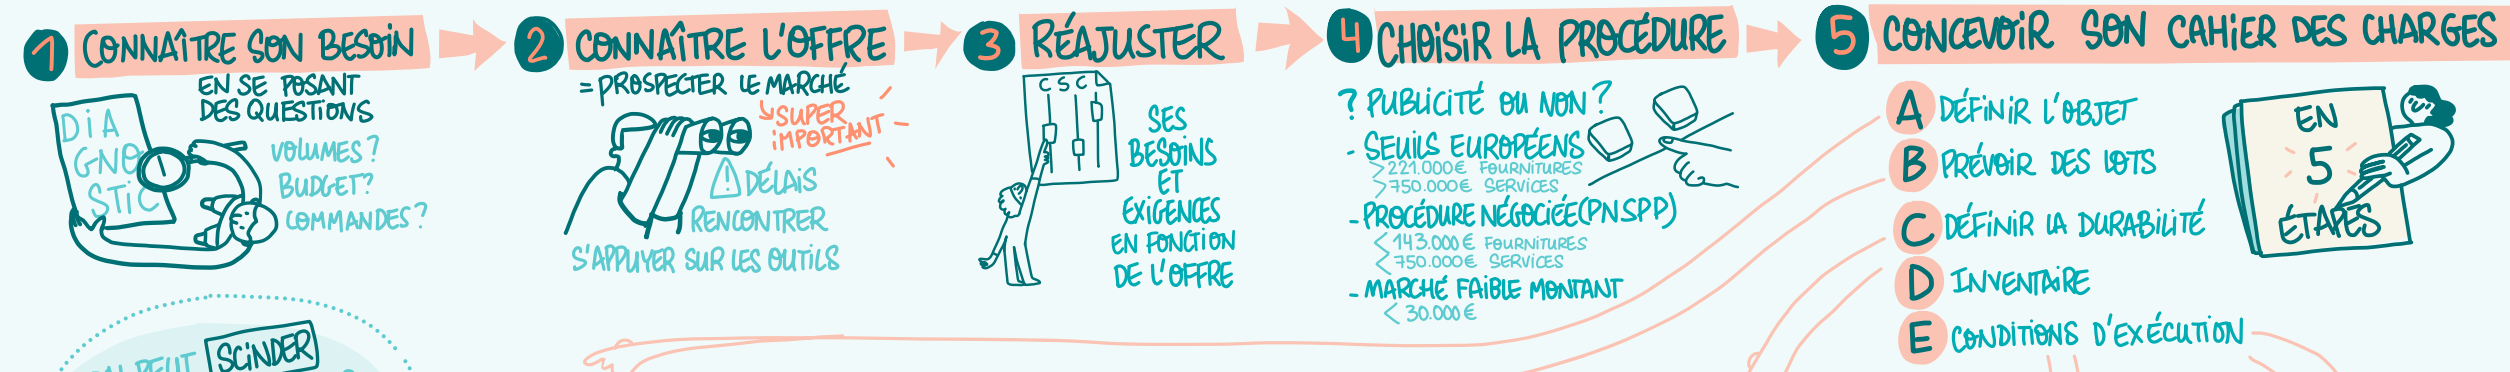 1 CONNAÎTRE SON BESOIN
EN SE POSANT
DES QUESTIONS
DIA
GNO
STIC
VOLUMES ?
BUDGET ?
COMMANDES ?
SCINDER
2 CONNAÎTRE L'OFFRE
= PROSPECTER LE MARCHÉ
SUPER
IMPORTANT
! DÉLAIS
RENCONTRER
S'APPUYER SUR LES OUTILS
3 RÉAJUSTER
C S C
SES
BESOINS
ET
EXIGENCES
EN FONCTION
DE L'OFFRE
4 CHOISIR LA PROCÉDURE
? PUBLICITÉ OU NON ?
- SEUILS EUROPÉENS
> 221.000€ FOURNITURES
> 750.000€ SERVICES
- PROCÉDURE NÉGOCIÉE (PNSPP)
< 143.000€ FOURNITURES
< 750.000€ SERVICES
- MARCHÉ FAIBLE MONTANT
< 30.000€
5 CONCEVOIR SON CAHIER DES CHARGES
A DÉFINIR L'OBJET
B PRÉVOIR DES LOTS
C DÉFINIR LA DURABILITÉ
D INVENTAIRE
E CONDITIONS D'EXÉCUTION
EN
5
ÉTAPES